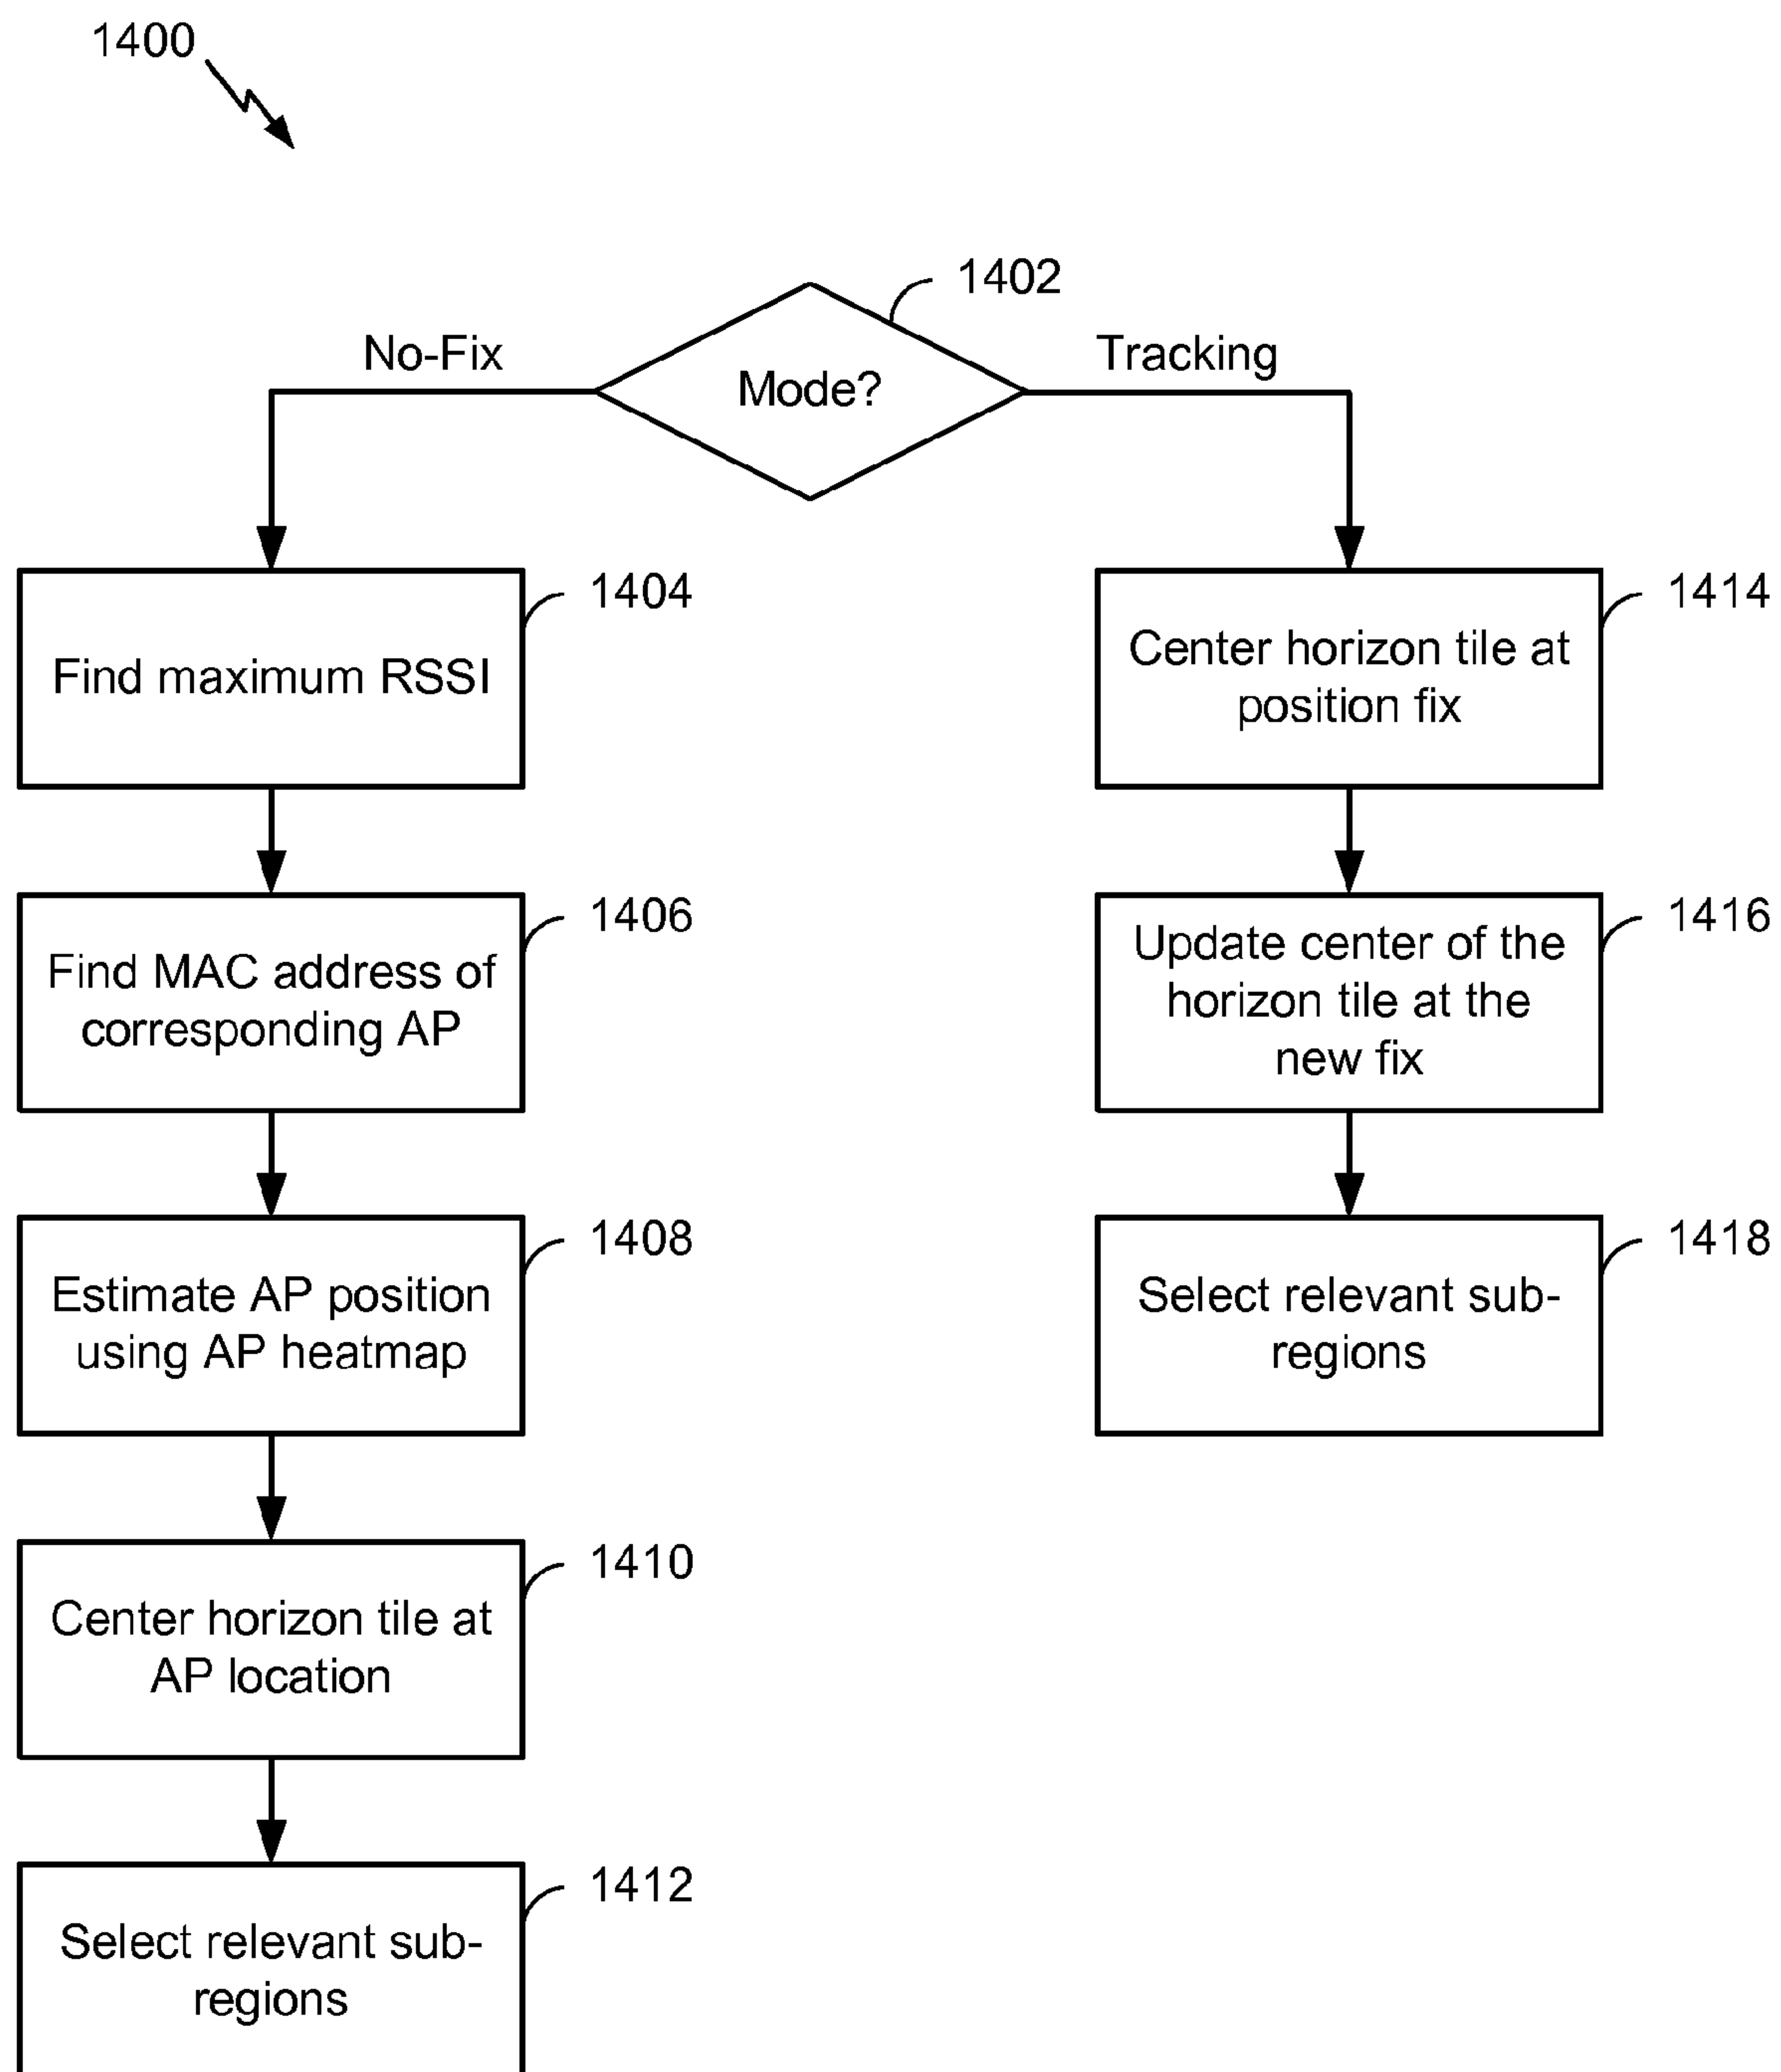 1400
1402
No-Fix
Mode?
Tracking
1404
Find maximum RSSI
1406
Find MAC address of
corresponding AP
1408
Estimate AP position
using AP heatmap
1410
Center horizon tile at
AP location
1412
Select relevant sub-
regions
1414
Center horizon tile at
position fix
1416
Update center of the
horizon tile at the
new fix
1418
Select relevant sub-
regions